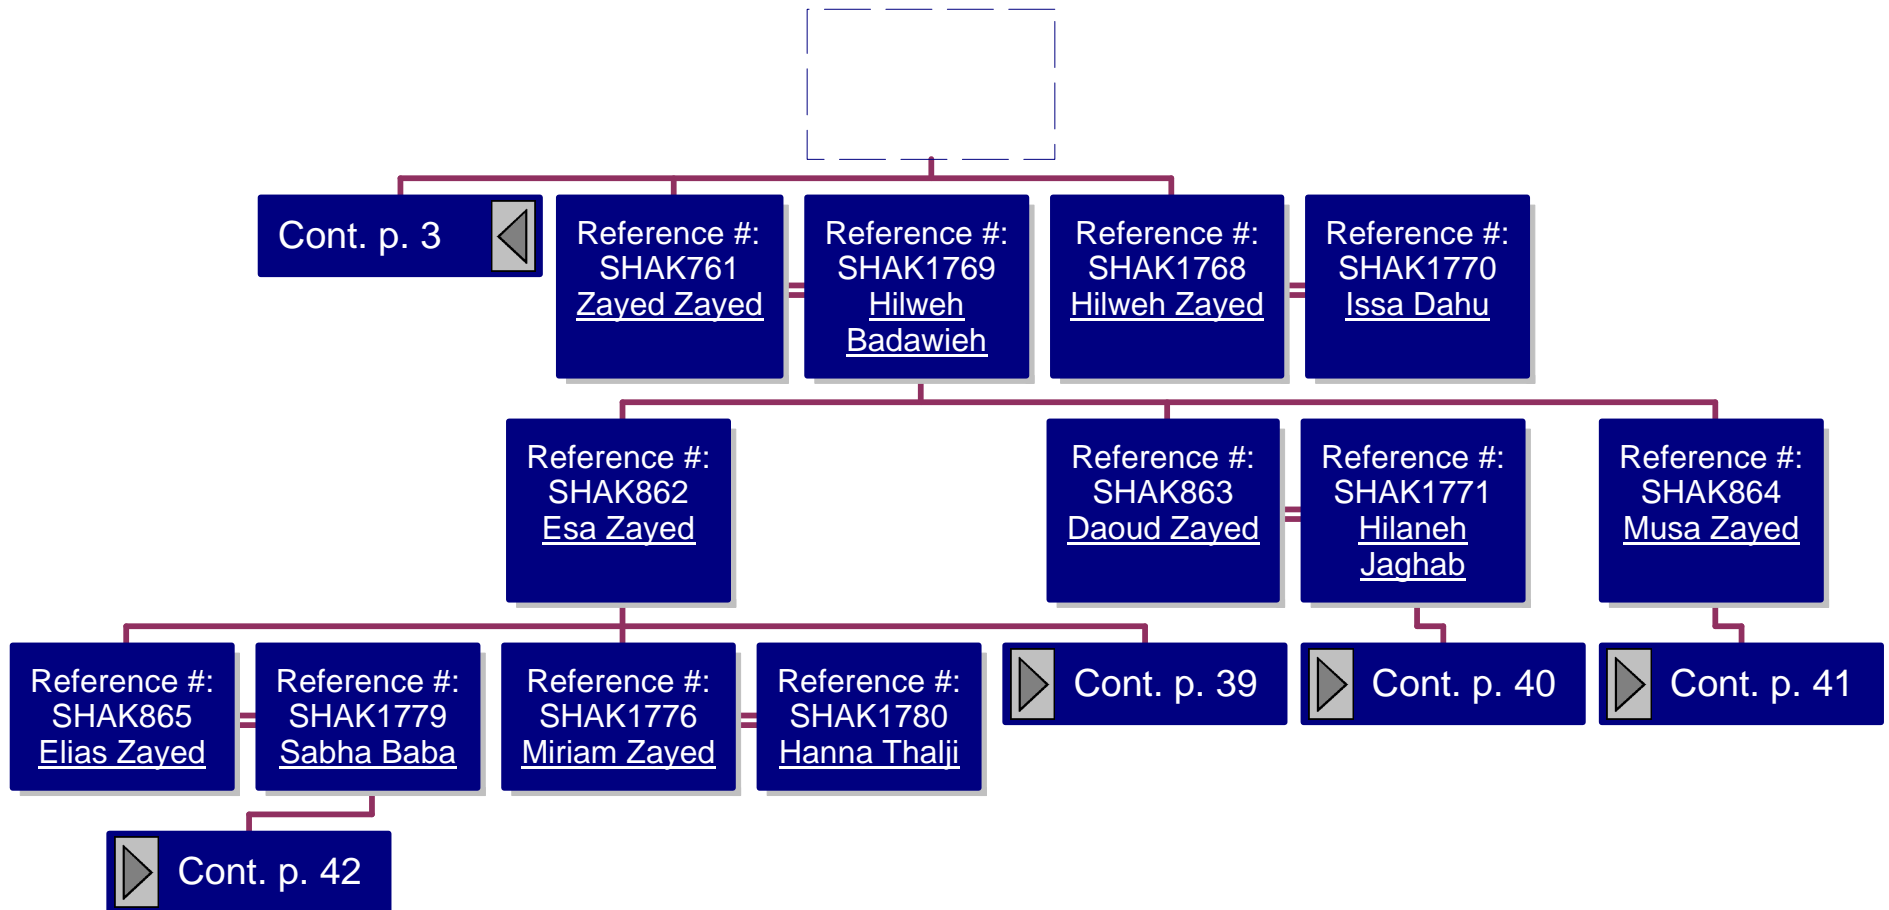 Cont. p. 3
Reference #:
SHAK761
Zayed Zayed
Reference #:
SHAK1769
Hilweh
Badawieh
Reference #:
SHAK1768
Hilweh Zayed
Reference #:
SHAK1770
Issa Dahu
Reference #:
SHAK862
Esa Zayed
Reference #:
SHAK863
Daoud Zayed
Reference #:
SHAK1771
Hilaneh
Jaghab
Reference #:
SHAK864
Musa Zayed
Reference #:
SHAK865
Elias Zayed
Reference #:
SHAK1779
Sabha Baba
Reference #:
SHAK1776
Miriam Zayed
Reference #:
SHAK1780
Hanna Thalji
Cont. p. 39
Cont. p. 40
Cont. p. 41
Cont. p. 42